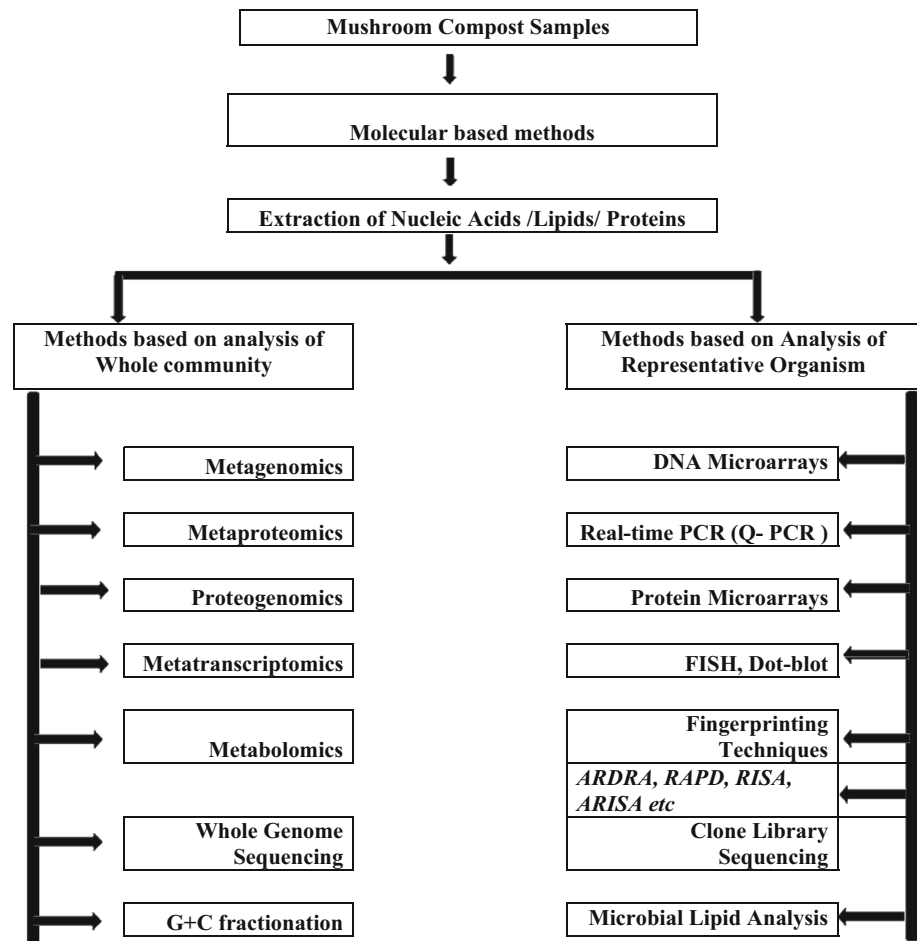 Mushroom Compost Samples
Molecular based methods
Extraction of Nucleic Acids /Lipids/ Proteins
Methods based on analysis of
Whole community
Metagenomics
Metaproteomics
Proteogenomics
Metatranscriptomics
Metabolomics
Whole Genome
Sequencing
G+C fractionation
Methods based on Analysis of
Representative Organism
DNA Microarrays
Real-time PCR (Q- PCR )
Protein Microarrays
FISH, Dot-blot
Fingerprinting
Techniques
ARDRA, RAPD, RISA,
ARISA etc
Clone Library
Sequencing
Microbial Lipid Analysis